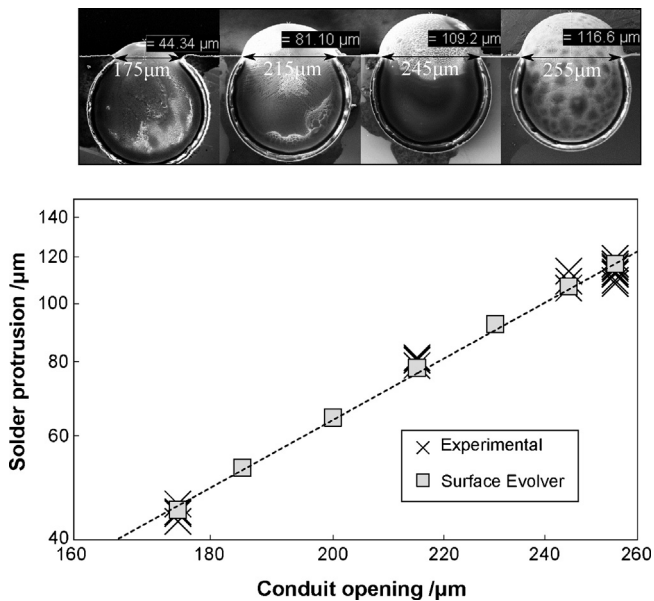 = 44.34 µm
= 81.10 µm
= 109.2 µm
= 116.6 µm
175µm
215µm
245µm
255µm
140
120
100
80
60
40
Solder protrusion /µm
Experimental
Surface Evolver
160
180
200
220
240
260
Conduit opening /µm